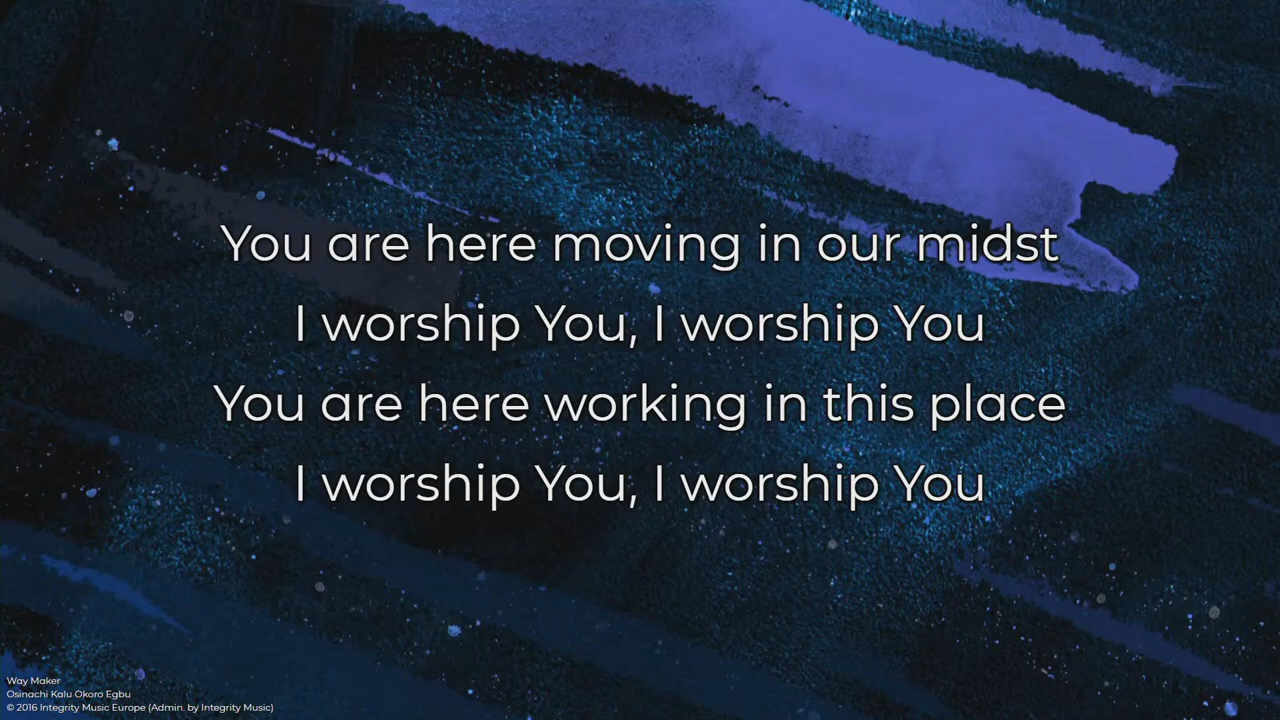 You are here moving in our midst
I worship You, I worship You
You are here working in this place
I worship You, I worship You
Way Maker
Osinachi Kalu Okoro Egbu
© 2016 Integrity Music Europe (Admin. by Integrity Music)